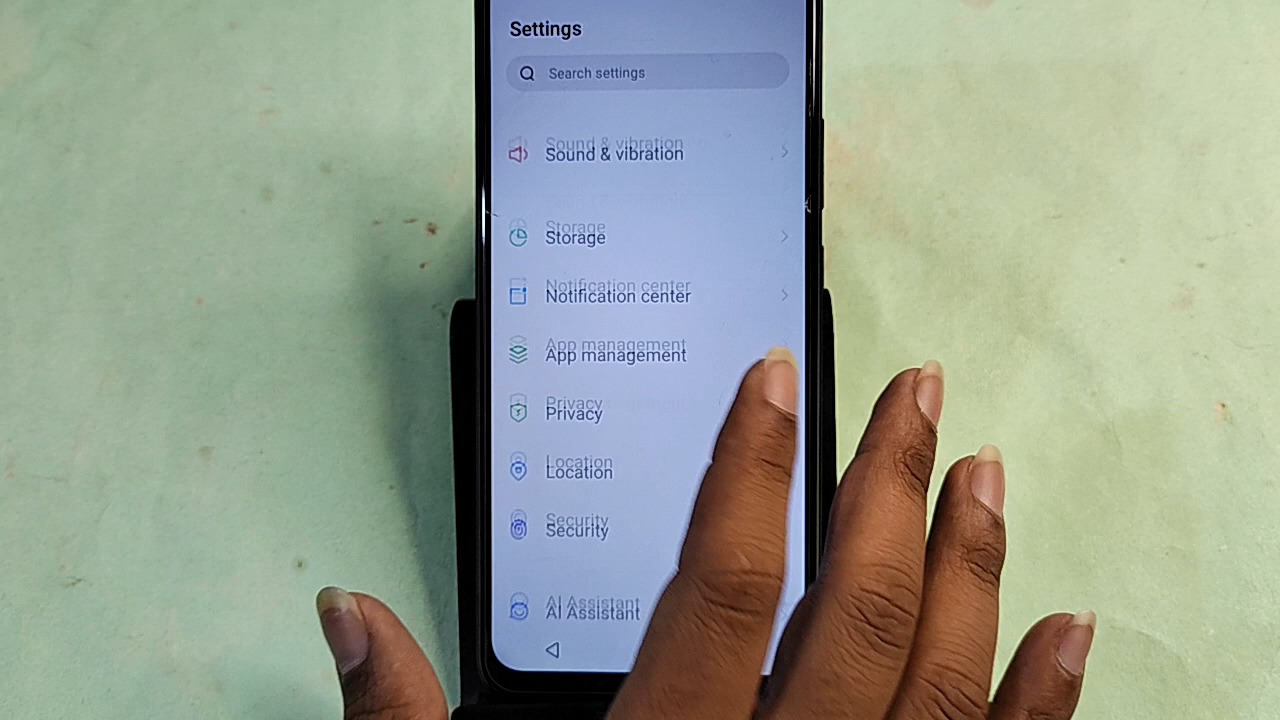 Settings
Search settings
Sound & vibration
Storage
Notification center
App management
Privacy
Location
Security
AI Assistant